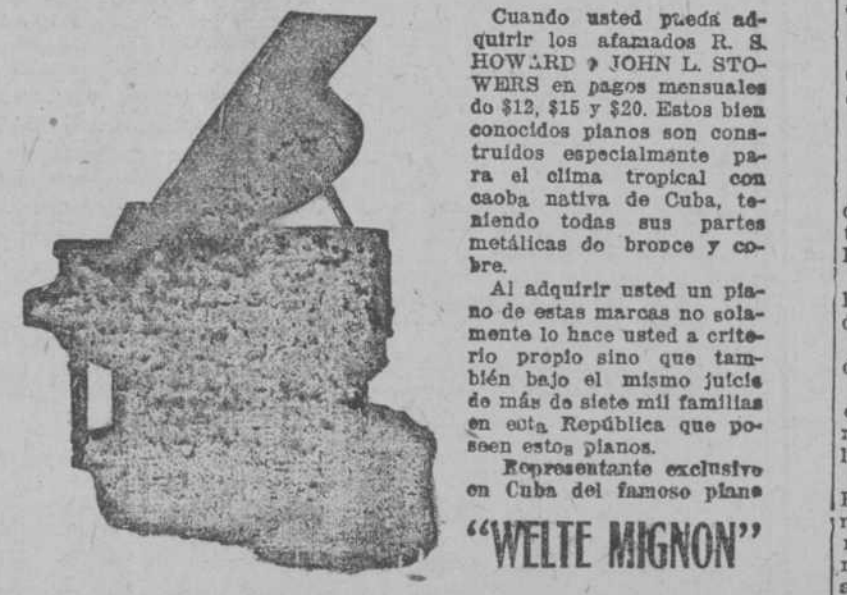 Cuando usted pueda ad-
quirir los afamados R. S.
HOWARD y JOHN L. STO-
WERS en pagos mensuales
do $12, $15 y $20. Estos bien
conocidos pianos son cons-
truidos especialmente pa-
ra el clima tropical con
caoba nativa de Cuba, te-
niendo todas sus partes
metálicas de bronce y co-
bre.
Al adquirir usted un pia-
no de estas marcas no sola-
mente lo hace usted a crite-
rio propio sino que tam-
bién bajo el mismo juicio
de más de siete mil familias
en esta República que po-
seen estos pianos.
Representante exclusivo
en Cuba del famoso piano
"WELTE MIGNON"